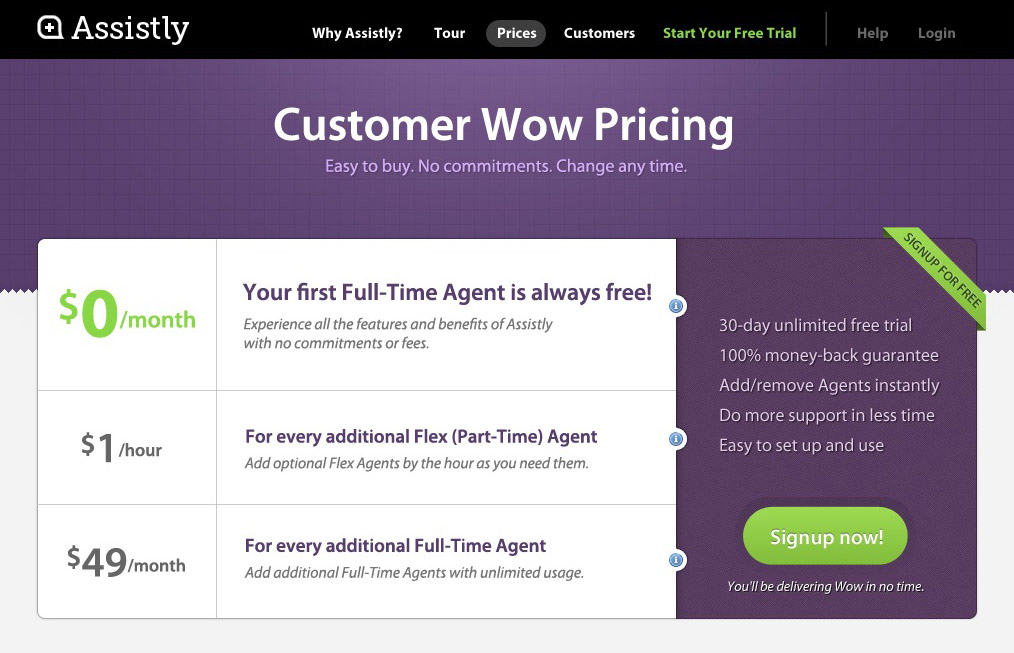 Assistly
Why Assistly?
Tour
Prices
Customers
Start Your Free Trial
Help
Login
Customer Wow Pricing
Easy to buy. No commitments. Change any time.
$0/month
Your first Full-Time Agent is always free!
Experience all the features and benefits of Assistly
with no commitments or fees.
$1/hour
For every additional Flex (Part-Time) Agent
Add optional Flex Agents by the hour as you need them.
$49/month
For every additional Full-Time Agent
Add additional Full-Time Agents with unlimited usage.
SIGNUP FOR FREE
30-day unlimited free trial
100% money-back guarantee
Add/remove Agents instantly
Do more support in less time
Easy to set up and use
Signup now!
You'll be delivering Wow in no time.